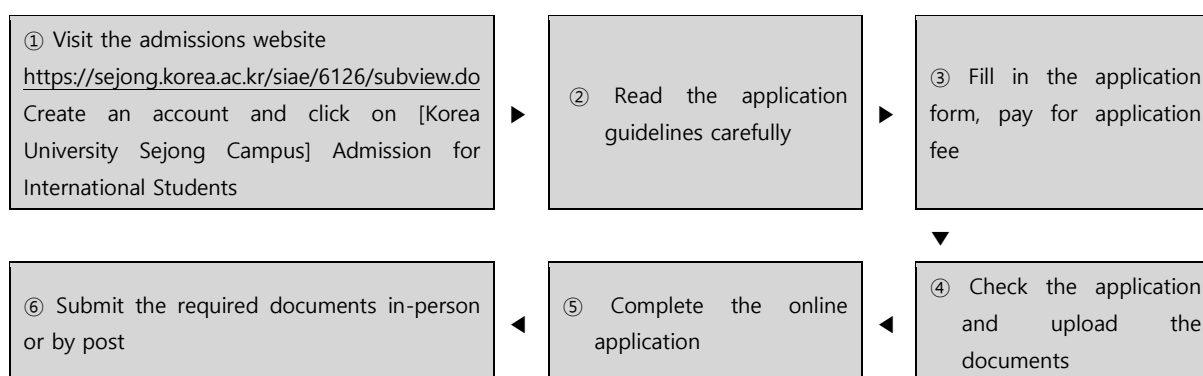 ① Visit the admissions website
https://sejong.korea.ac.kr/siae/6126/subview.do
Create an account and click on [Korea
University Sejong Campus] Admission for
International Students
▶
② Read the application
guidelines carefully
▶
③ Fill in the application
form, pay for application
fee
▼
④ Check the application
and upload the
documents
◀
⑤ Complete the online
application
◀
⑥ Submit the required documents in-person
or by post